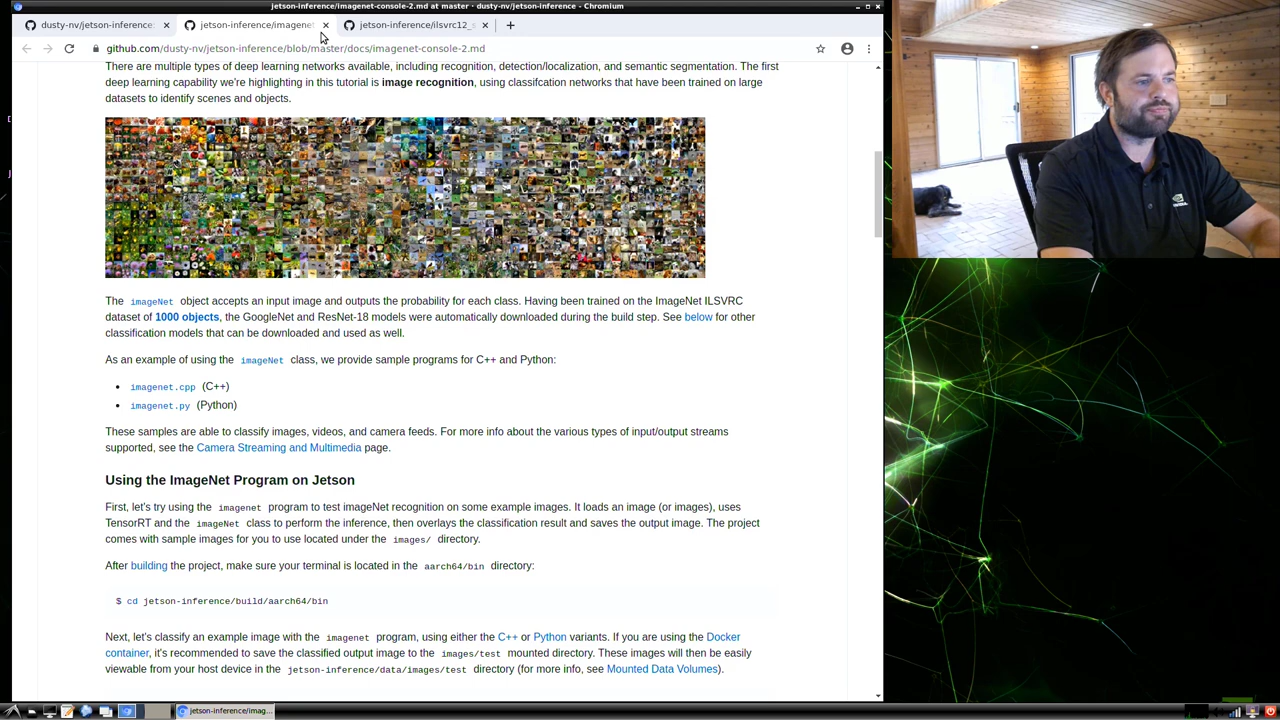 jetson-inference/imagenet-console-2.md at master · dusty-nv/jetson-inference - Chromium
dusty-nv/jetson-inference:
jetson-inference/imagenet
jetson-inference/ilsvrc12_s
github.com/dusty-nv/jetson-inference/blob/master/docs/imagenet-console-2.md
There are multiple types of deep learning networks available, including recognition, detection/localization, and semantic segmentation. The first
deep learning capability we're highlighting in this tutorial is image recognition, using classifcation networks that have been trained on large
datasets to identify scenes and objects.
The imageNet object accepts an input image and outputs the probability for each class. Having been trained on the ImageNet ILSVRC
dataset of 1000 objects, the GoogleNet and ResNet-18 models were automatically downloaded during the build step. See below for other
classification models that can be downloaded and used as well.
As an example of using the imageNet class, we provide sample programs for C++ and Python:
• imagenet.cpp (C++)
• imagenet.py (Python)
These samples are able to classify images, videos, and camera feeds. For more info about the various types of input/output streams
supported, see the Camera Streaming and Multimedia page.
Using the ImageNet Program on Jetson
First, let's try using the imagenet program to test imageNet recognition on some example images. It loads an image (or images), uses
TensorRT and the imageNet class to perform the inference, then overlays the classification result and saves the output image. The project
comes with sample images for you to use located under the images/ directory.
After building the project, make sure your terminal is located in the aarch64/bin directory:
$ cd jetson-inference/build/aarch64/bin
Next, let's classify an example image with the imagenet program, using either the C++ or Python variants. If you are using the Docker
container, it's recommended to save the classified output image to the images/test mounted directory. These images will then be easily
viewable from your host device in the jetson-inference/data/images/test directory (for more info, see Mounted Data Volumes).
jetson-inference/imag...
NVIDIA